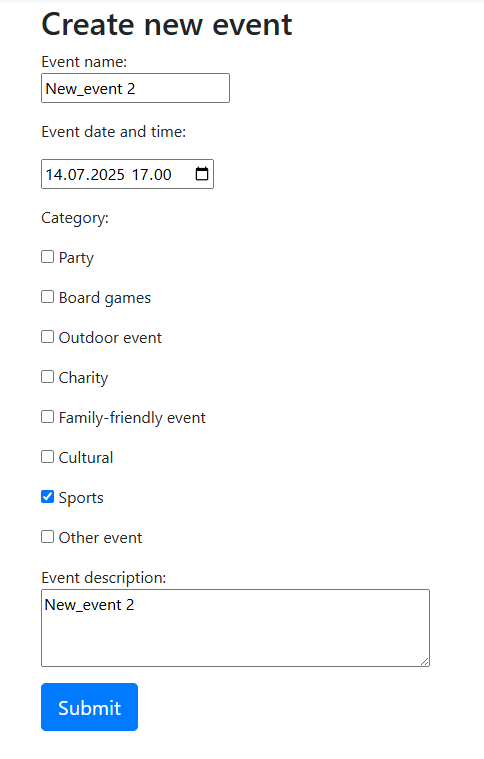 Create new event
Event name:
New_event 2
Event date and time:
14.07.2025 17.00
Category:
Party
Board games
Outdoor event
Charity
Family-friendly event
Cultural
Sports
Other event
Event description:
New_event 2
Submit